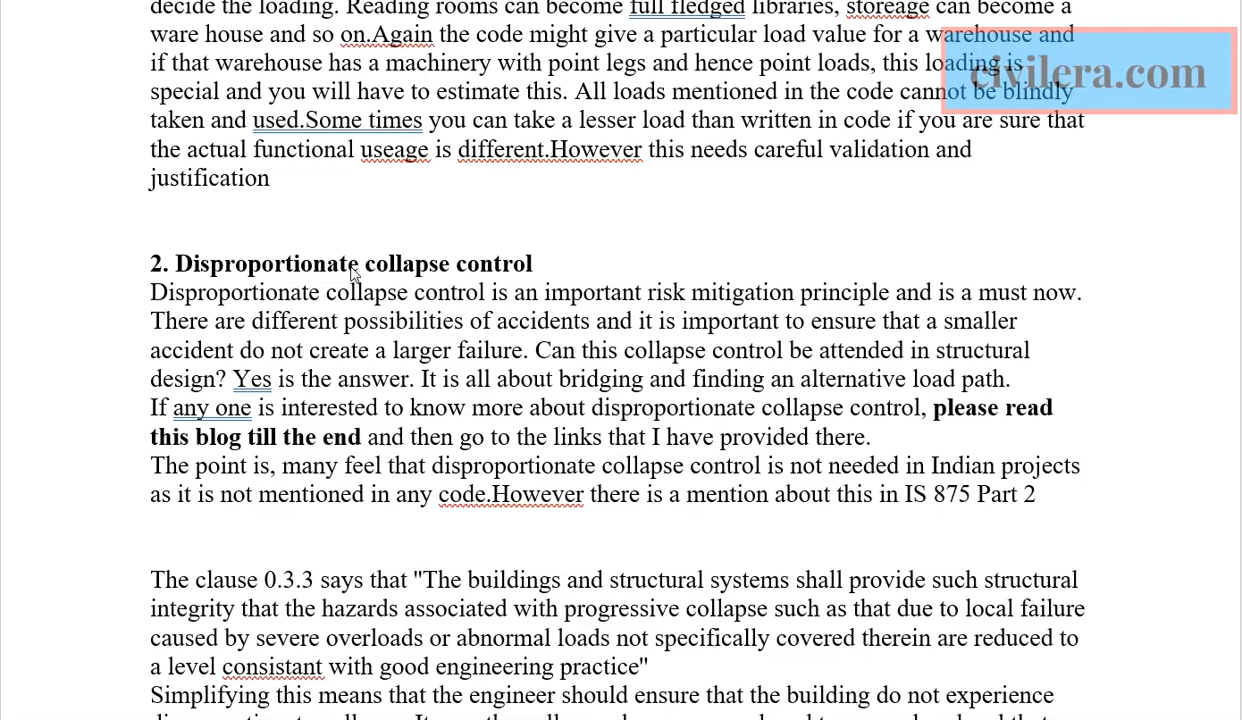 decide the loading. Reading rooms can become full fledged libraries, storeage can become a
ware house and so on.Again the code might give a particular load value for a warehouse and
if that warehouse has a machinery with point legs and hence point loads, this loading is
civilera.com
special and you will have to estimate this. All loads mentioned in the code cannot be blindly
taken and used.Some times you can take a lesser load than written in code if you are sure that
the actual functional useage is different.However this needs careful validation and
justification
2. Disproportionate collapse control
Disproportionate collapse control is an important risk mitigation principle and is a must now.
There are different possibilities of accidents and it is important to ensure that a smaller
accident do not create a larger failure. Can this collapse control be attended in structural
design? Yes is the answer. It is all about bridging and finding an alternative load path.
If any one is interested to know more about disproportionate collapse control, please read
this blog till the end and then go to the links that I have provided there.
The point is, many feel that disproportionate collapse control is not needed in Indian projects
as it is not mentioned in any code.However there is a mention about this in IS 875 Part 2
The clause 0.3.3 says that "The buildings and structural systems shall provide such structural
integrity that the hazards associated with progressive collapse such as that due to local failure
caused by severe overloads or abnormal loads not specifically covered therein are reduced to
a level consistant with good engineering practice"
Simplifying this means that the engineer should ensure that the building do not experience